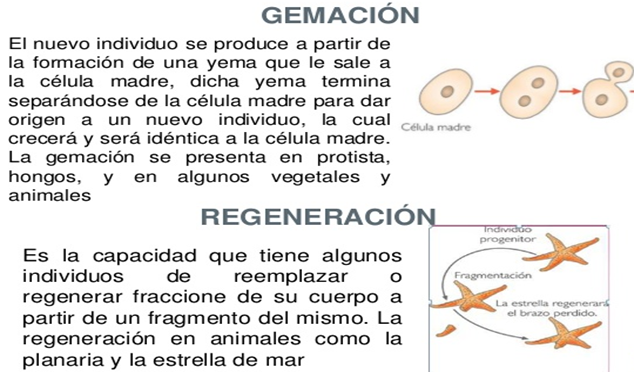 GEMACIÓN
El nuevo individuo se produce a partir de
la formación de una yema que le sale a
la célula madre, dicha yema termina
separándose de la célula madre para dar
origen a un nuevo individuo, la cual
crecerá y será idéntica a la célula madre.
La gemación se presenta en protista,
hongos, y en algunos vegetales y
animales
Célula madre
REGENERACIÓN
Es la capacidad que tiene algunos
individuos de reemplazar o
regenerar fraccione de su cuerpo a
partir de un fragmento del mismo. La
regeneración en animales como la
planaria y la estrella de mar
Individuo
progenitor
Fragmentación
La estrella regenerará
el brazo perdido.